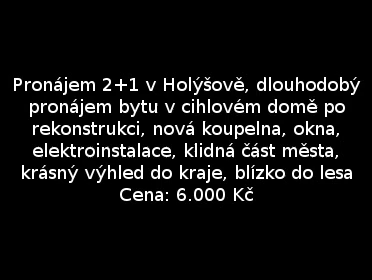 Pronájem 2+1 v Holýšově, dlouhodobý
pronájem bytu v cihlovém domě po
rekonstrukci, nová koupelna, okna,
elektroinstalace, klidná část města,
krásný výhled do kraje, blízko do lesa
Cena: 6.000 Kč